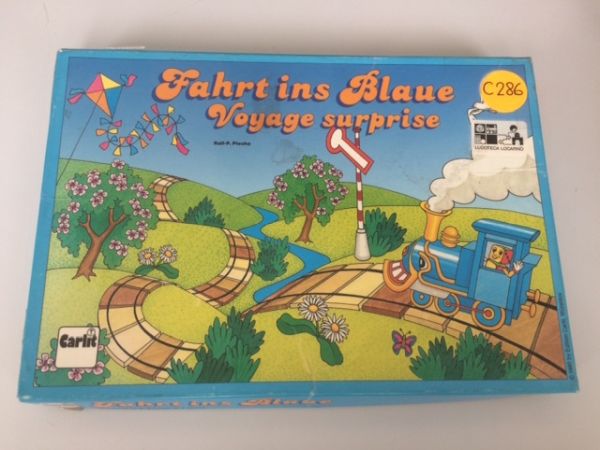 Fahrt ins Blaue
Voyage surprise
C286
LUDOTECA LOCARNO
Carlit
Fahrt ins Blaue